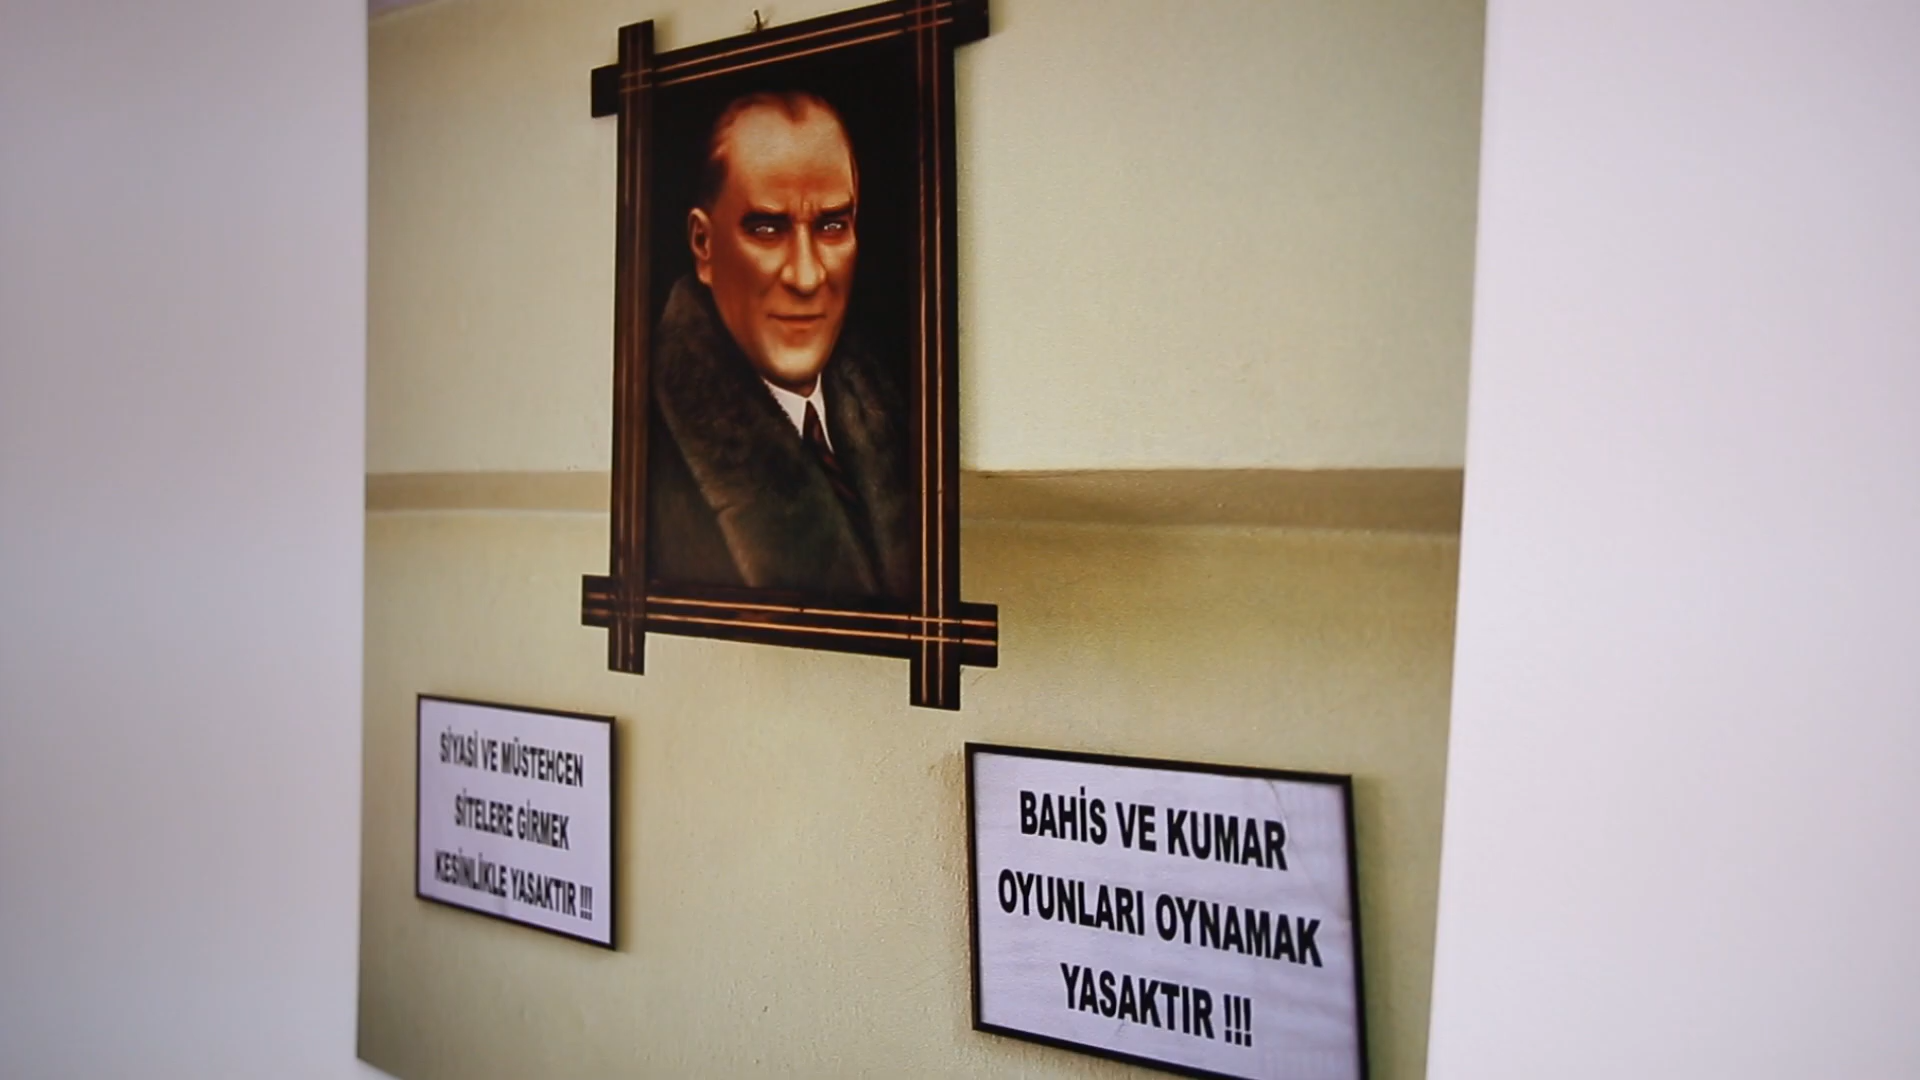 SİYASİ VE MÜSTEHCEN
SİTELERE GİRMEK
KESİNLİKLE YASAKTIR !!!
BAHİS VE KUMAR
OYUNLARI OYNAMAK
YASAKTIR !!!